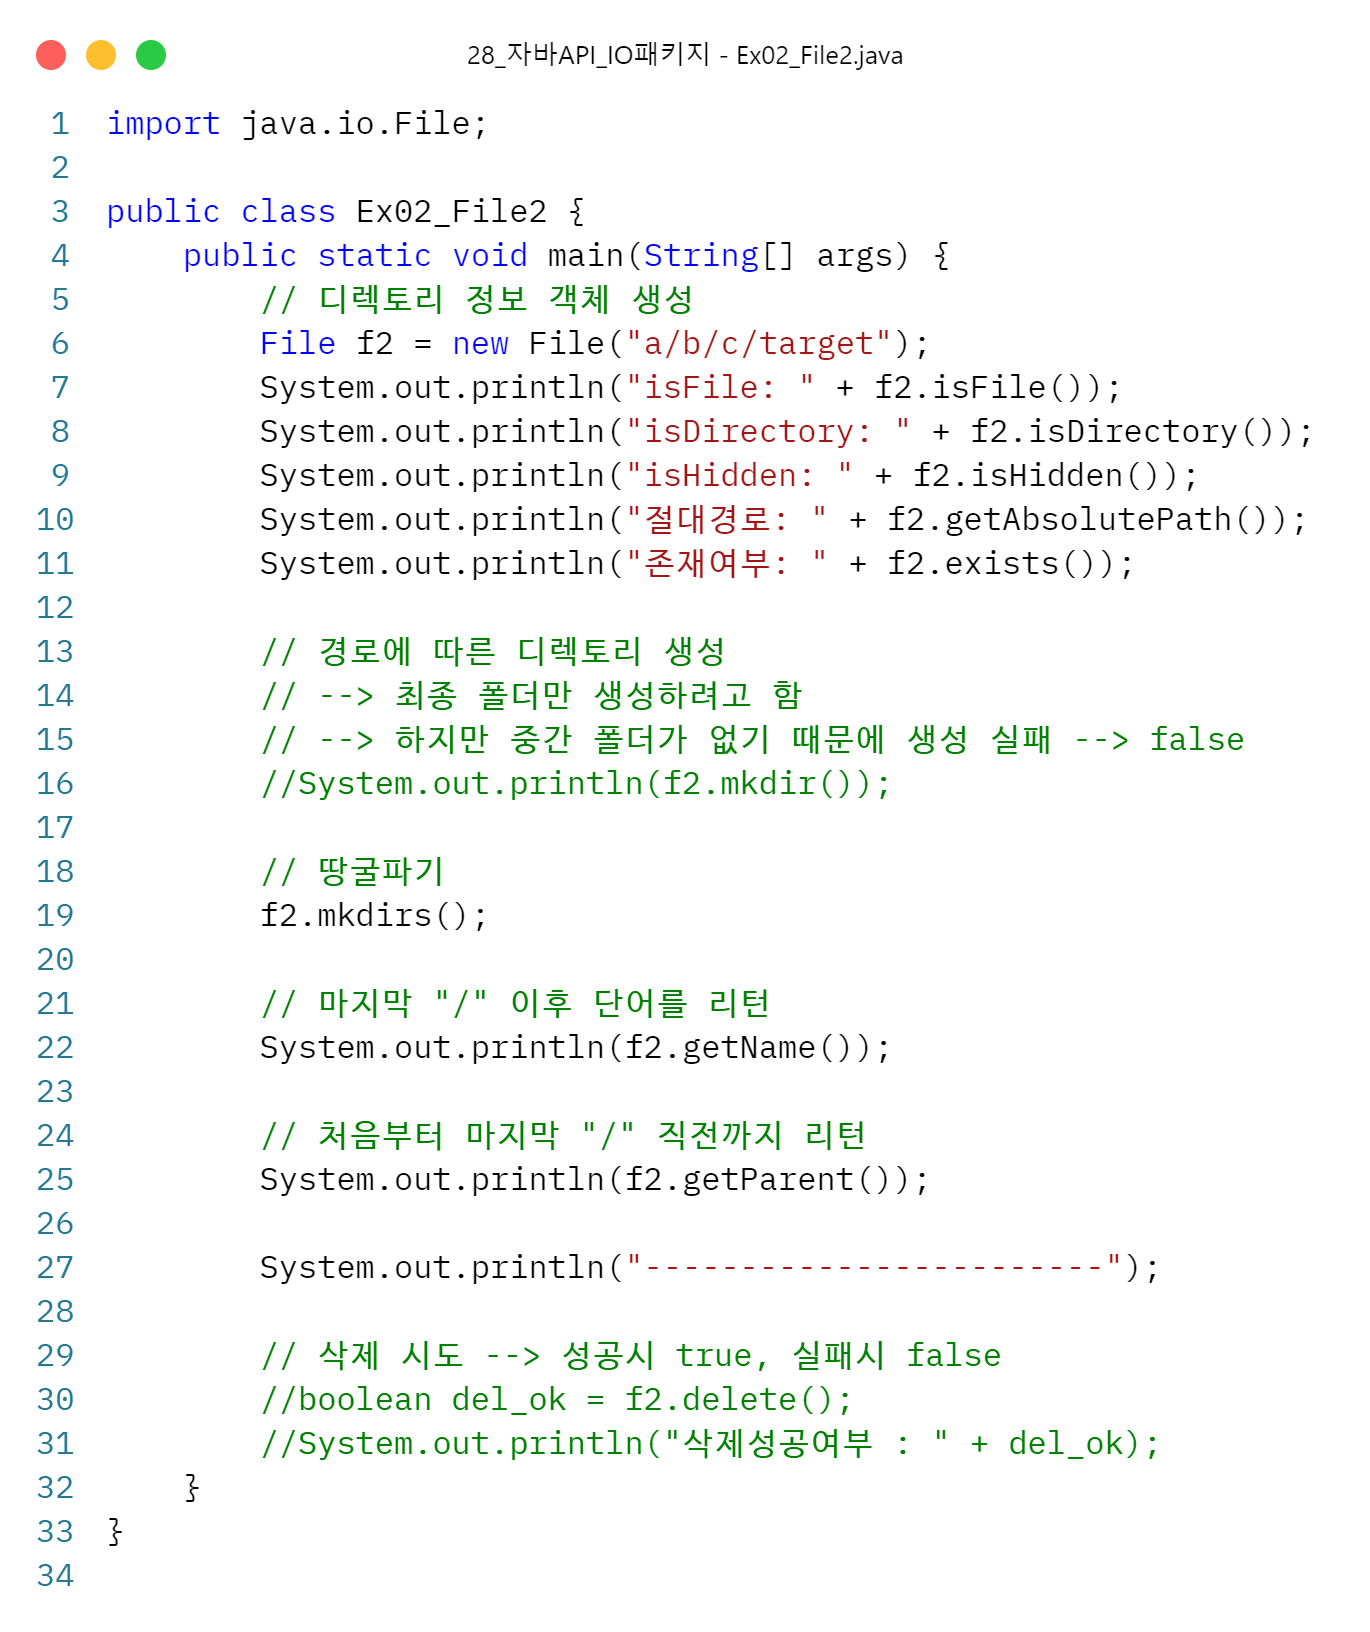 28_자바API_IO패키지 - Ex02_File2.java
1 import java.io.File;
2
3 public class Ex02_File2 {
4     public static void main(String[] args) {
5         // 디렉토리 정보 객체 생성
6         File f2 = new File("a/b/c/target");
7         System.out.println("isFile: " + f2.isFile());
8         System.out.println("isDirectory: " + f2.isDirectory());
9         System.out.println("isHidden: " + f2.isHidden());
10         System.out.println("절대경로: " + f2.getAbsolutePath());
11         System.out.println("존재여부: " + f2.exists());
12
13         // 경로에 따른 디렉토리 생성
14         // --> 최종 폴더만 생성하려고 함
15         // --> 하지만 중간 폴더가 없기 때문에 생성 실패 --> false
16         //System.out.println(f2.mkdir());
17
18         // 땅굴파기
19         f2.mkdirs();
20
21         // 마지막 "/" 이후 단어를 리턴
22         System.out.println(f2.getName());
23
24         // 처음부터 마지막 "/" 직전까지 리턴
25         System.out.println(f2.getParent());
26
27         System.out.println("------------------------");
28
29         // 삭제 시도 --> 성공시 true, 실패시 false
30         //boolean del_ok = f2.delete();
31         //System.out.println("삭제성공여부 : " + del_ok);
32     }
33 }
34